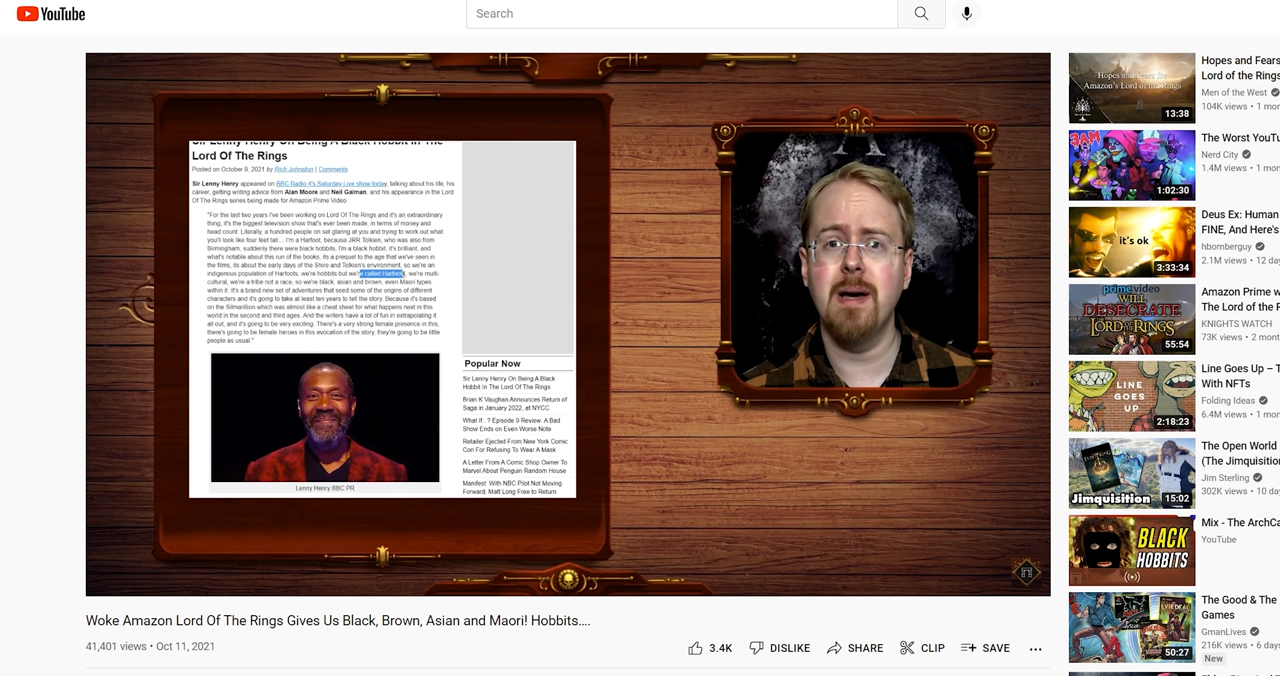 YouTube
Search
Sir Lenny Henry On Being A Black Hobbit In The
Lord Of The Rings
Posted on October 9, 2021 by Rich Johnston | Comments
Sir Lenny Henry appeared on BBC Radio 4's Saturday Live show today, talking about his life, his
career, getting writing advice from Alan Moore and Neil Gaiman, and his appearance in the Lord
Of The Rings series being made for Amazon Prime Video
"For the last two years I've been working on Lord Of The Rings and it's an extraordinary
thing, it's the biggest television show that's ever been made, in terms of money and
head count. Literally, a hundred people on set glaring at you and trying to work out what
you'll look like four feet tall... I'm a Harfoot, because JRR Tolkien, who was also from
Birmingham, suddenly there were black hobbits, I'm a black hobbit, it's brilliant, and
what's notable about this run of the books, its a prequel to the age that we've seen in
the films, its about the early days of the Shire and Tolkien's environment, so we're an
indigenous population of Harfoots, we're hobbits but we're called Harfoots, we're multi-
cultural, we're a tribe not a race, so we're black, asian and brown, even Maori types
within it. It's a brand new set of adventures that seed some of the origins of different
characters and it's going to take at least ten years to tell the story. Because it's based
on the Silmarillion which was almost like a cheat sheet for what happens next in this
world in the second and third ages. And the writers have a lot of fun in extrapolating it
all out, and it's going to be very exciting. There's a very strong female presence in this,
there's going to be female heroes in this evocation of the story, they're going to be little
people as usual."
Lenny Henry BBC PR
Popular Now
Sir Lenny Henry On Being A Black
Hobbit In The Lord Of The Rings
Brian K Vaughan Announces Return of
Saga in January 2022, at NYCC
What If...? Episode 9 Review: A Bad
Show Ends on Even Worse Note
Retailer Ejected From New York Comic
Con For Refusing To Wear A Mask
A Letter From A Comic Shop Owner To
Marvel About Penguin Random House
Manifest: With NBC Pilot Not Moving
Forward, Matt Long Free to Return
Woke Amazon Lord Of The Rings Gives Us Black, Brown, Asian and Maori! Hobbits....
41,401 views • Oct 11, 2021
3.4K
DISLIKE
SHARE
CLIP
SAVE
Hopes and Fears for
Amazon's Lord of the Rings
13:38
Hopes and Fears
Lord of the Rings
Men of the West
104K views • 1 mon
1:02:30
The Worst YouTu
Nerd City
1.4M views • 1 mor
it's ok
3:33:34
Deus Ex: Human
FINE, And Here's
hbomberguy
2.1M views • 12 da
prime video
WILL
DESECRATE
LORD OF THE RINGS
55:54
Amazon Prime w
The Lord of the R
KNIGHTS WATCH
73K views • 2 mont
LINE
GOES
UP
2:18:23
Line Goes Up – T
With NFTs
Folding Ideas
6.4M views • 1 mon
Jimquisition
15:02
The Open World
(The Jimquisition
Jim Sterling
302K views • 10 da
BLACK
HOBBITS
Mix - The ArchCa
YouTube
50:27
The Good & The
Games
GmanLives
216K views • 6 days
New